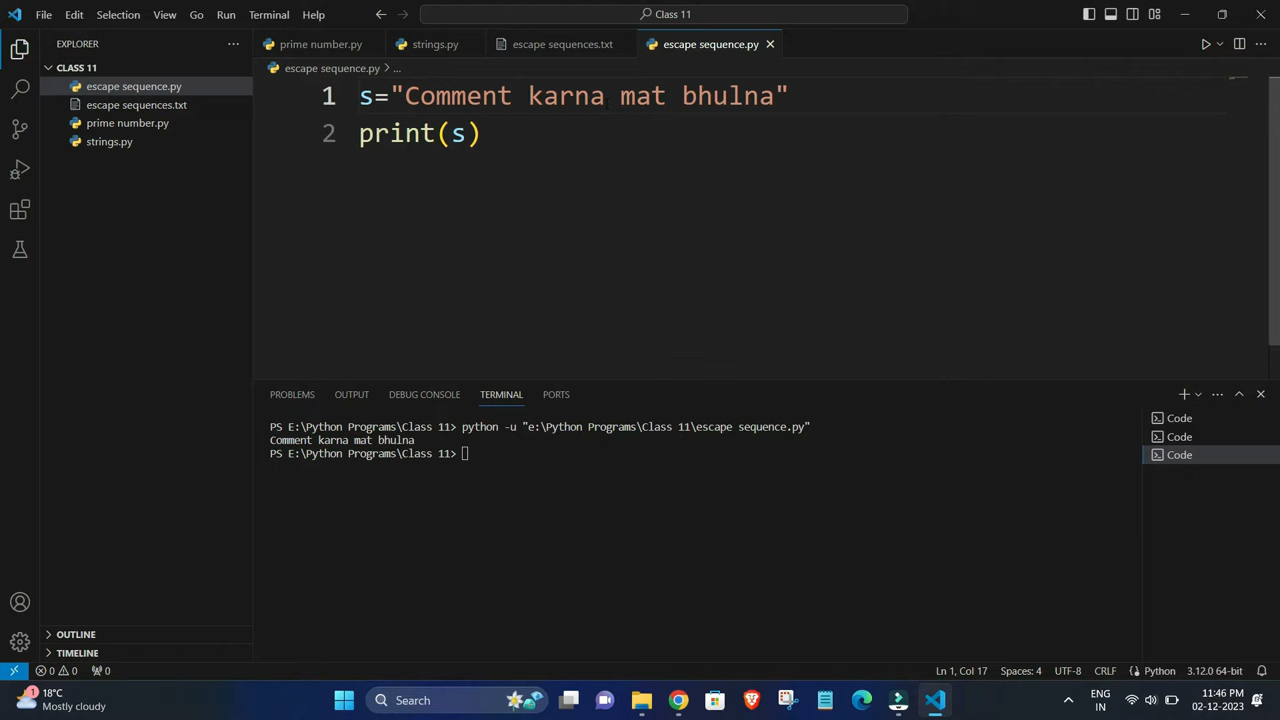 File Edit Selection View Go Run Terminal Help
Class 11
EXPLORER
prime number.py
strings.py
escape sequences.txt
escape sequence.py
CLASS 11
escape sequence.py > ...
escape sequence.py
escape sequences.txt
prime number.py
strings.py
1 s="Comment karna mat bhulna"
2 print(s)
PROBLEMS OUTPUT DEBUG CONSOLE TERMINAL PORTS
PS E:\Python Programs\Class 11> python -u "e:\Python Programs\Class 11\escape sequence.py"
Comment karna mat bhulna
PS E:\Python Programs\Class 11>
Code
Code
Code
OUTLINE
TIMELINE
0 0 0
Ln 1, Col 17 Spaces: 4 UTF-8 CRLF Python 3.12.0 64-bit
1
18°C
Mostly cloudy
Search
ENG
IN
11:46 PM
02-12-2023